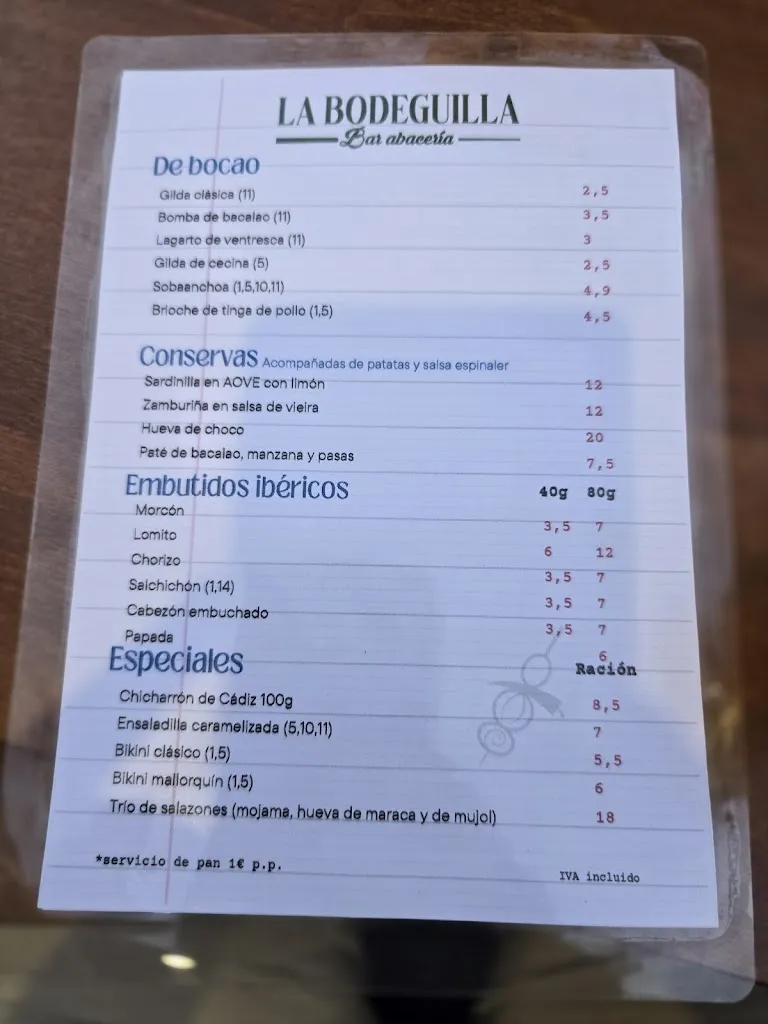 LA BODEGUILLA
Bar abacería
De bocao
Gilda clásica (11) 2,5
Bomba de bacalao (11) 3,5
Lagarto de ventresca (11) 3
Gilda de cecina (5) 2,5
Sobaanchoa (1,5,10,11) 4,9
Brioche de tinga de pollo (1,5) 4,5
Conservas Acompañadas de patatas y salsa espinaler
Sardinilla en AOVE con limón 12
Zamburiña en salsa de vieira 12
Hueva de choco 20
Paté de bacalao, manzana y pasas 7,5
Embutidos ibéricos 40g 80g
Morcón 3,5 7
Lomito 6 12
Chorizo 3,5 7
Salchichón (1,14) 3,5 7
Cabezón embuchado 3,5 7
Papada 6
Especiales Ración
Chicharrón de Cádiz 100g 8,5
Ensaladilla caramelizada (5,10,11) 7
Bikini clásico (1,5) 5,5
Bikini mallorquín (1,5) 6
Trío de salazones (mojama, hueva de maraca y de mujol) 18
*servicio de pan 1€ p.p.
IVA incluido